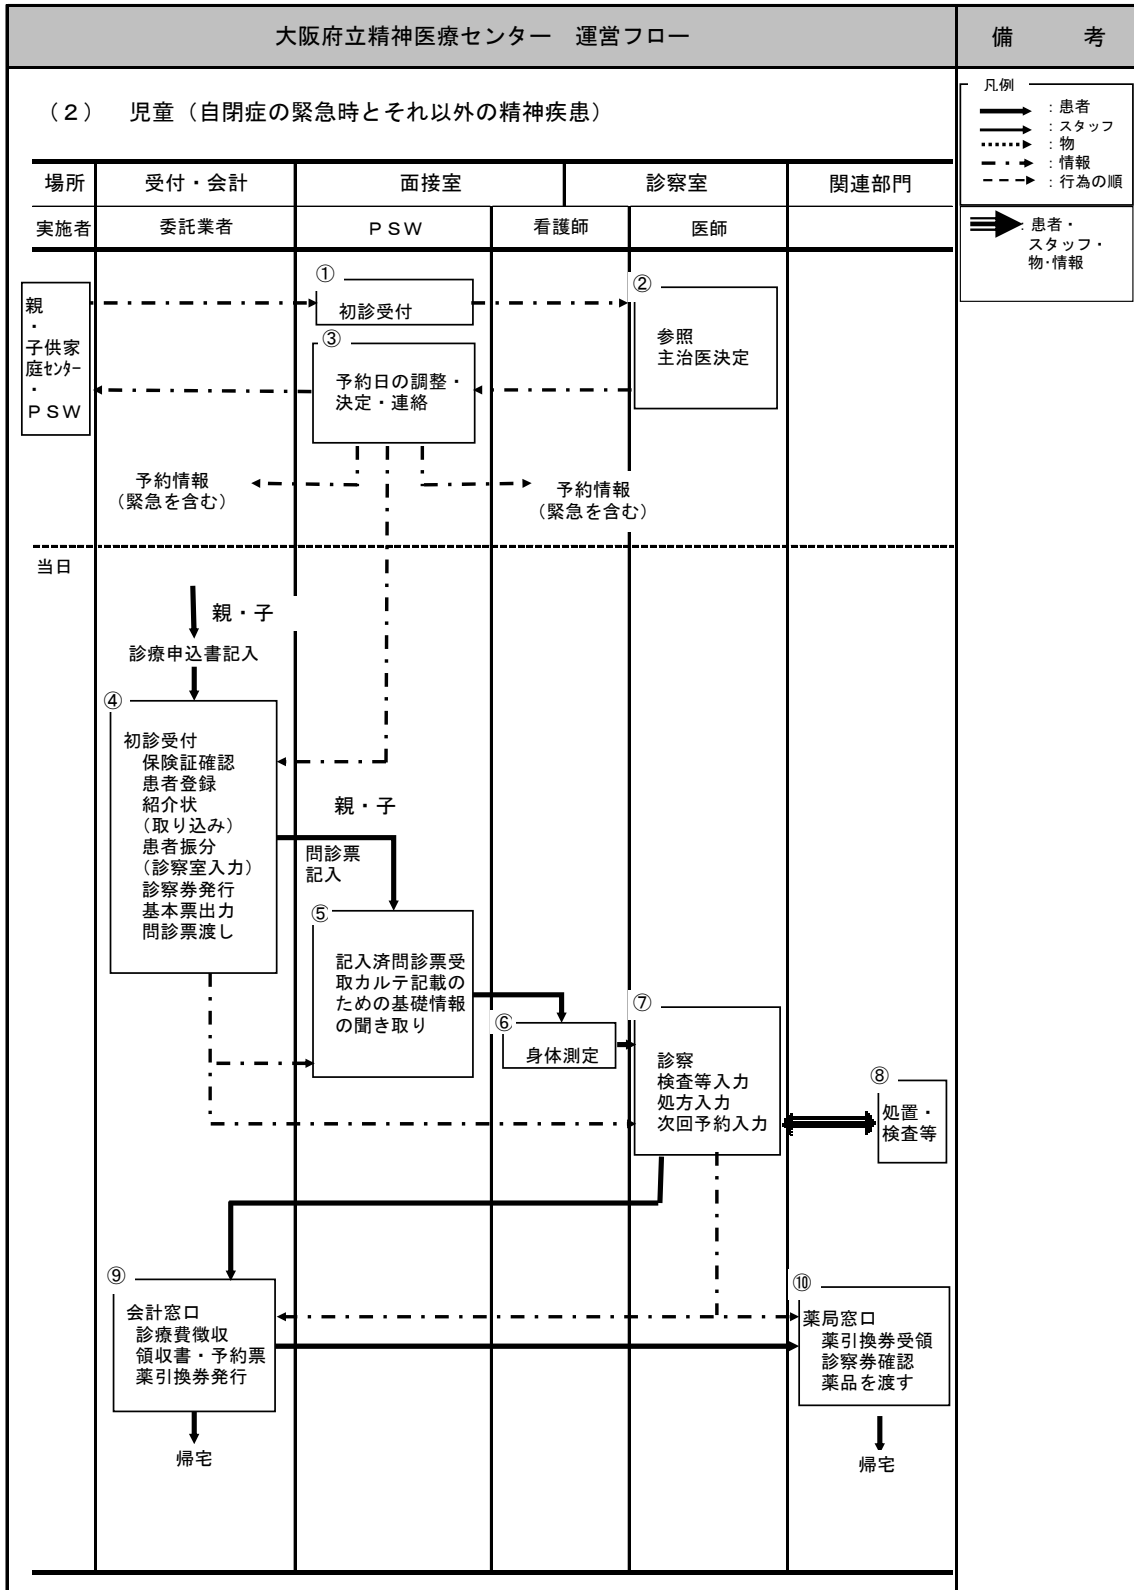 大阪府立精神医療センター　運営フロー
備　　考
（２）　児童（自閉症の緊急時とそれ以外の精神疾患）
凡例
：患者
：スタッフ
：物
：情報
：行為の順
：患者・
スタッフ・
物・情報
場所
受付・会計
面接室
診察室
関連部門
実施者
委託業者
ＰＳＷ
看護師
医師
親
・
子供家
庭ｾﾝﾀｰ
・
ＰＳＷ
①
初診受付
②
参照
主治医決定
③
予約日の調整・
決定・連絡
予約情報
（緊急を含む）
予約情報
（緊急を含む）
当日
親・子
診療申込書記入
④
初診受付
保険証確認
患者登録
紹介状
(取り込み)
患者振分
(診察室入力)
診察券発行
基本票出力
問診票渡し
親・子
問診票
記入
⑤
記入済問診票受
取カルテ記載の
ための基礎情報
の聞き取り
⑥
身体測定
⑦
診察
検査等入力
処方入力
次回予約入力
⑧
処置・
検査等
⑨
会計窓口
診療費徴収
領収書・予約票
薬引換券発行
帰宅
⑩
薬局窓口
薬引換券受領
診察券確認
薬品を渡す
帰宅